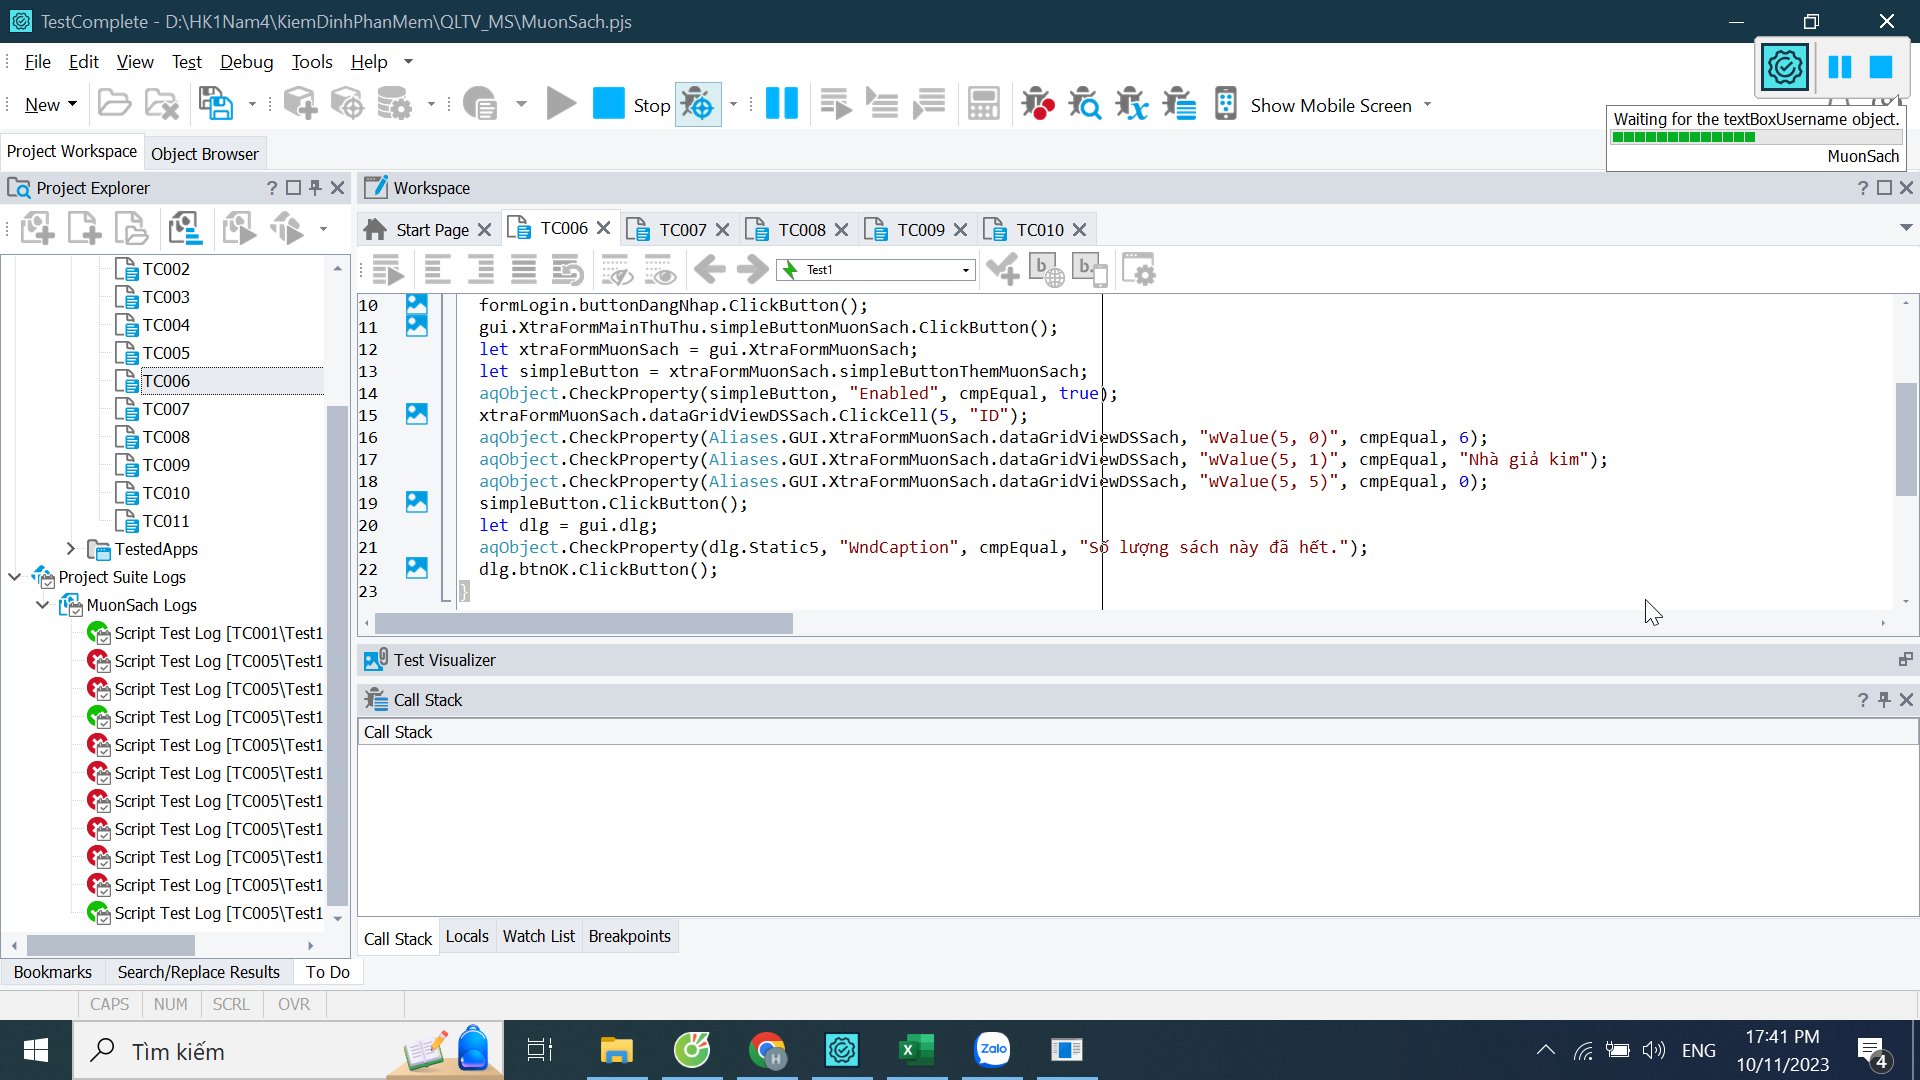 TestComplete - D:\HK1Nam4\KiemDinhPhanMem\QLTV_MS\MuonSach.pjs
File Edit View Test Debug Tools Help
New Stop Show Mobile Screen
Waiting for the textBoxUsername object.
MuonSach
Project Workspace Object Browser
Project Explorer
Workspace
Start Page TC006 TC007 TC008 TC009 TC010
Test1
TC002
TC003
TC004
TC005
TC006
TC007
TC008
TC009
TC010
TC011
TestedApps
Project Suite Logs
MuonSach Logs
Script Test Log [TC001\Test1
Script Test Log [TC005\Test1
Script Test Log [TC005\Test1
Script Test Log [TC005\Test1
Script Test Log [TC005\Test1
Script Test Log [TC005\Test1
Script Test Log [TC005\Test1
Script Test Log [TC005\Test1
Script Test Log [TC005\Test1
Script Test Log [TC005\Test1
Script Test Log [TC005\Test1
10 formLogin.buttonDangNhap.ClickButton();
11 gui.XtraFormMainThuThu.simpleButtonMuonSach.ClickButton();
12 let xtraFormMuonSach = gui.XtraFormMuonSach;
13 let simpleButton = xtraFormMuonSach.simpleButtonThemMuonSach;
14 aqObject.CheckProperty(simpleButton, "Enabled", cmpEqual, true);
15 xtraFormMuonSach.dataGridViewDSSach.ClickCell(5, "ID");
16 aqObject.CheckProperty(Aliases.GUI.XtraFormMuonSach.dataGridViewDSSach, "wValue(5, 0)", cmpEqual, 6);
17 aqObject.CheckProperty(Aliases.GUI.XtraFormMuonSach.dataGridViewDSSach, "wValue(5, 1)", cmpEqual, "Nhà giả kim");
18 aqObject.CheckProperty(Aliases.GUI.XtraFormMuonSach.dataGridViewDSSach, "wValue(5, 5)", cmpEqual, 0);
19 simpleButton.ClickButton();
20 let dlg = gui.dlg;
21 aqObject.CheckProperty(dlg.Static5, "WndCaption", cmpEqual, "Số lượng sách này đã hết.");
22 dlg.btnOK.ClickButton();
23 }
Test Visualizer
Call Stack
Call Stack
Call Stack Locals Watch List Breakpoints
Bookmarks Search/Replace Results To Do
CAPS NUM SCRL OVR
Tìm kiếm
H
Zalo
ENG
17:41 PM
10/11/2023
4